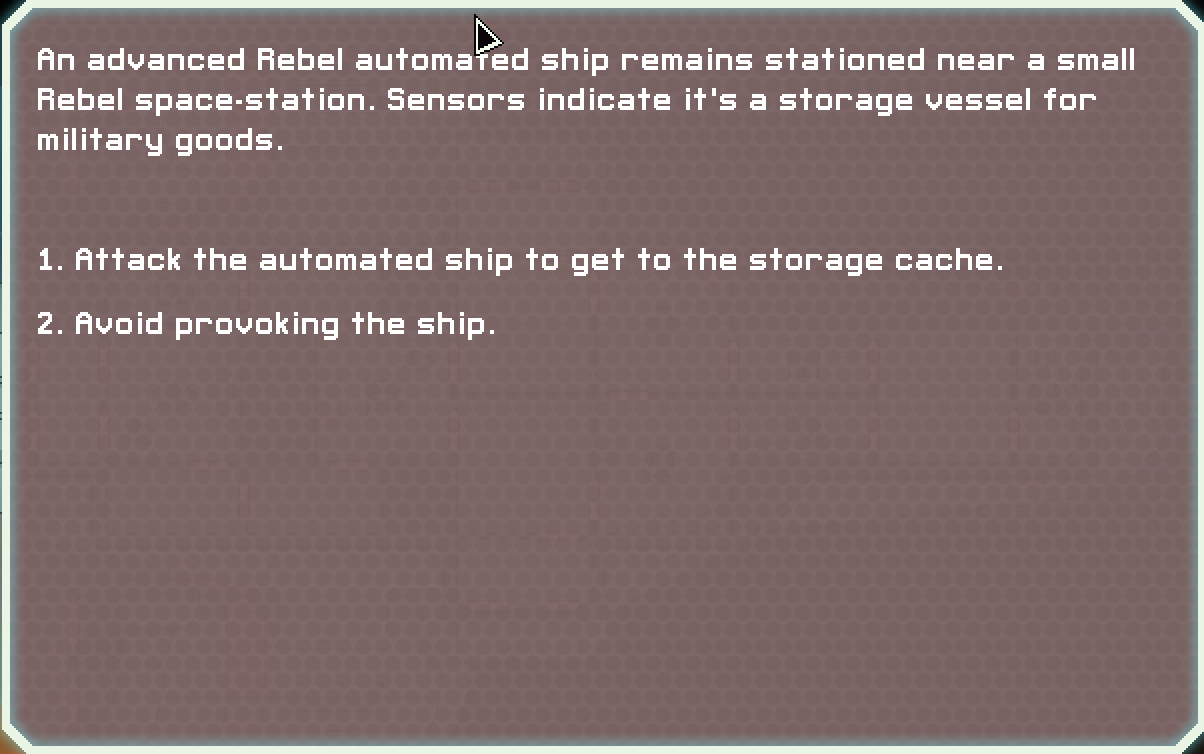 An advanced Rebel automated ship remains stationed near a small
Rebel space-station. Sensors indicate it's a storage vessel for
military goods.
1. Attack the automated ship to get to the storage cache.
2. Avoid provoking the ship.